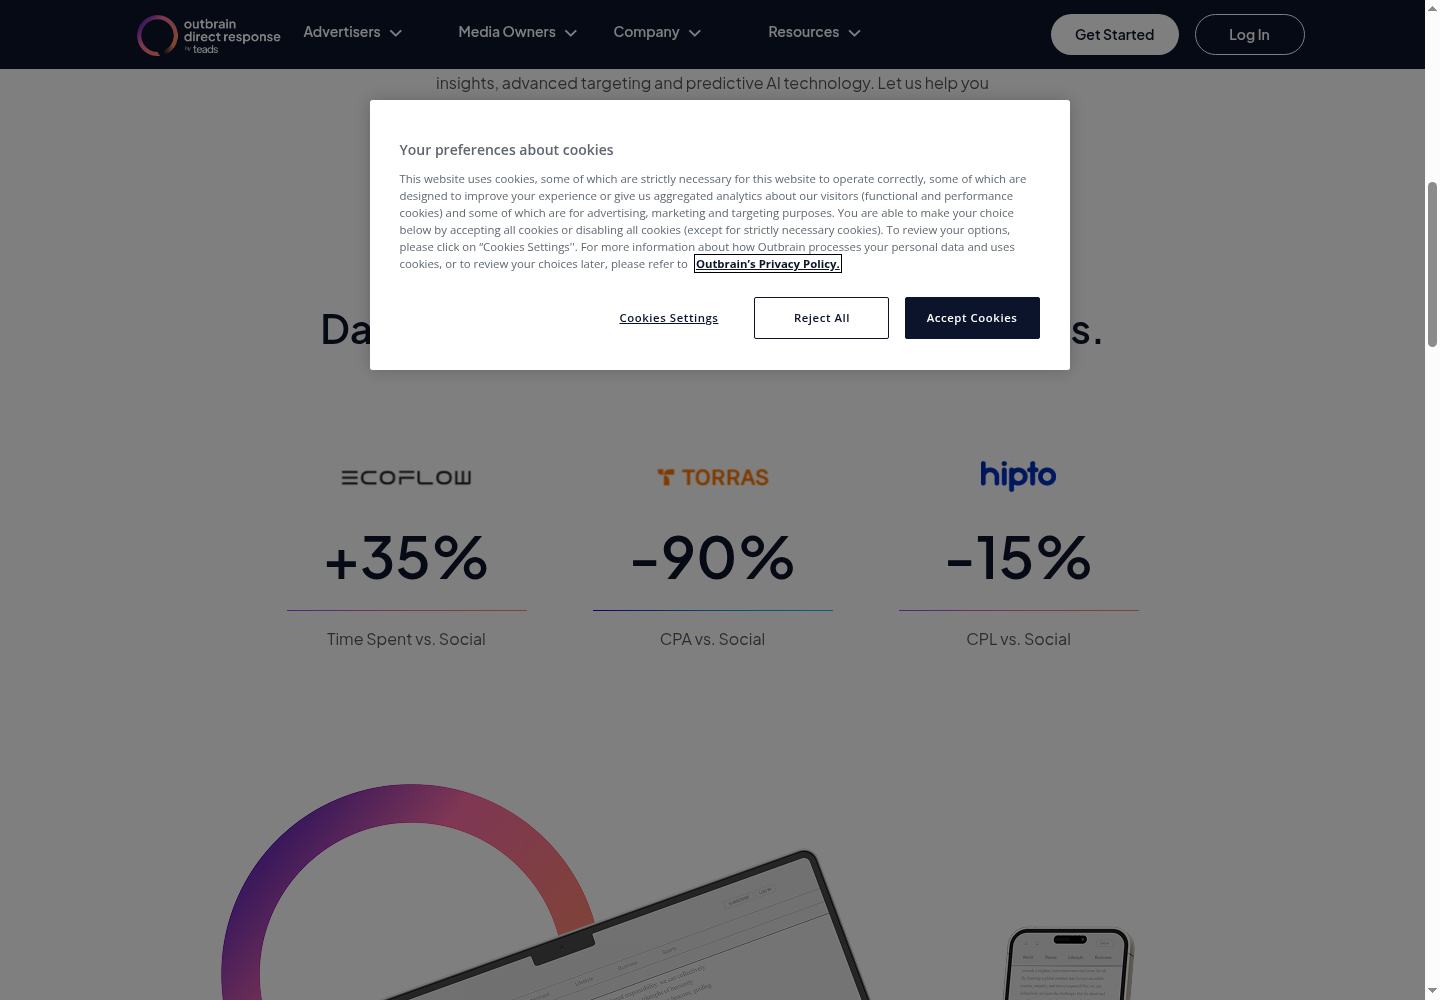 outbrain
direct response
by teads
Advertisers
Media Owners
Company
Resources
Get Started
Log In
insights, advanced targeting and predictive AI technology. Let us help you
Your preferences about cookies
This website uses cookies, some of which are strictly necessary for this website to operate correctly, some of which are
designed to improve your experience or give us aggregated analytics about our visitors (functional and performance
cookies) and some of which are for advertising, marketing and targeting purposes. You are able to make your choice
below by accepting all cookies or disabling all cookies (except for strictly necessary cookies). To review your options,
please click on “Cookies Settings''. For more information about how Outbrain processes your personal data and uses
cookies, or to review your choices later, please refer to Outbrain’s Privacy Policy.
Cookies Settings
Reject All
Accept Cookies
Da
s.
ECOFLOW
TORRAS
hipto
+35%
-90%
-15%
Time Spent vs. Social
CPA vs. Social
CPL vs. Social
Lifestyle
Business
Sports
World
Lifestyle
Business